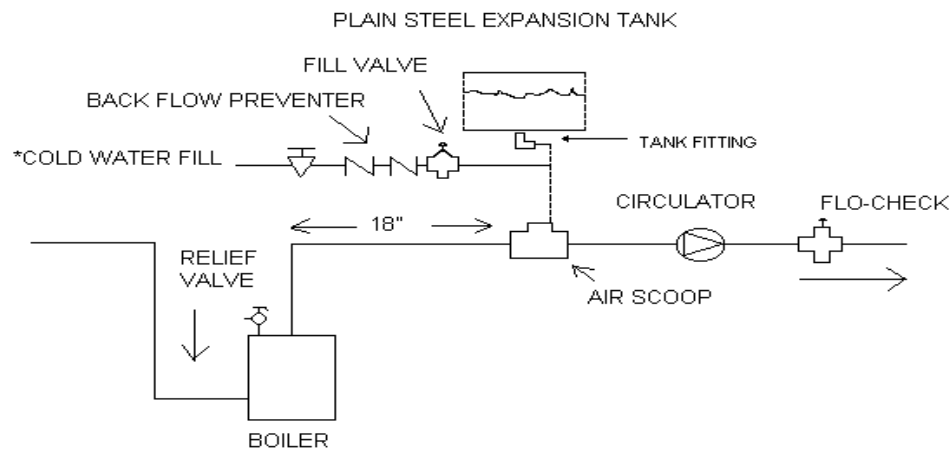 PLAIN STEEL EXPANSION TANK
FILL VALVE
BACK FLOW PREVENTER
TANK FITTING
*COLD WATER FILL
CIRCULATOR
FLO-CHECK
18"
RELIEF
VALVE
AIR SCOOP
BOILER